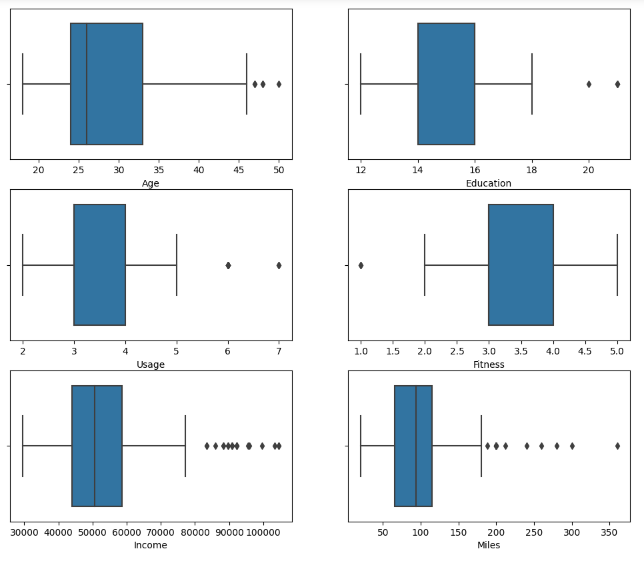 20 25 30 35 40 45 50
Age
12 14 16 18 20
Education
2 3 4 5 6 7
Usage
1.0 1.5 2.0 2.5 3.0 3.5 4.0 4.5 5.0
Fitness
30000 40000 50000 60000 70000 80000 90000 100000
Income
50 100 150 200 250 300 350
Miles